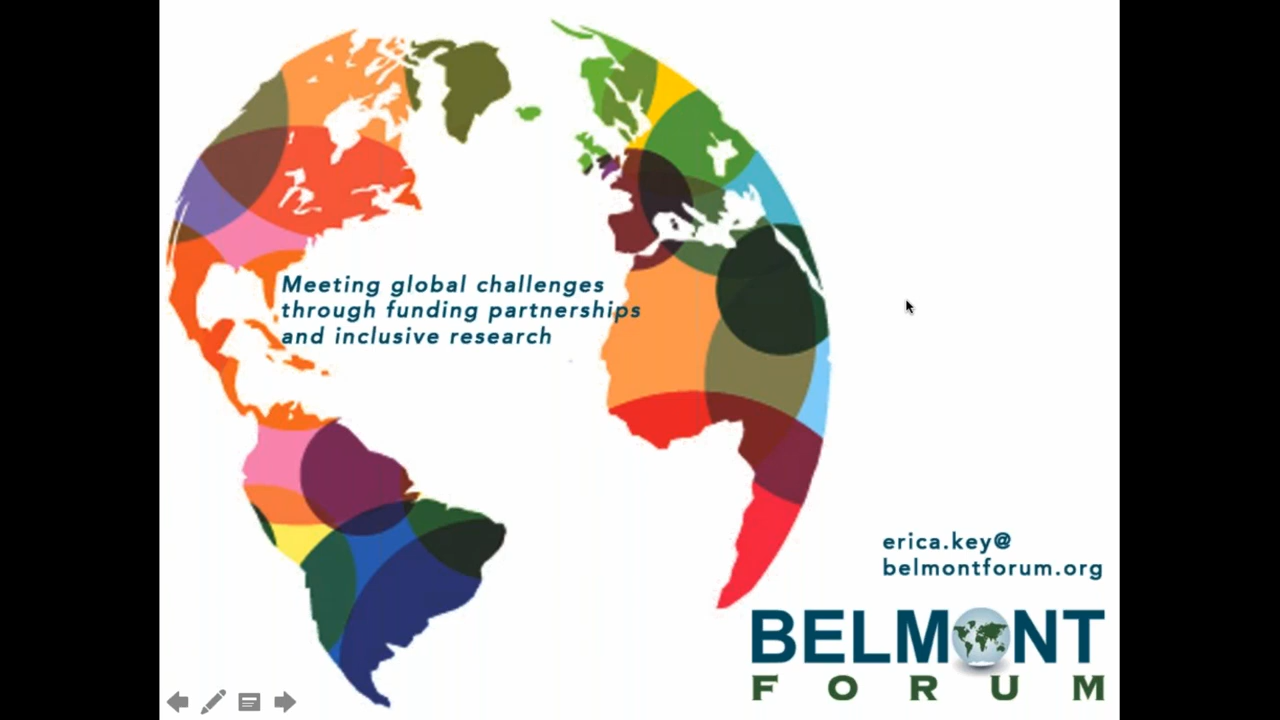 Meeting global challenges
through funding partnerships
and inclusive research
erica.key@
belmontforum.org
BELMONT
FORUM